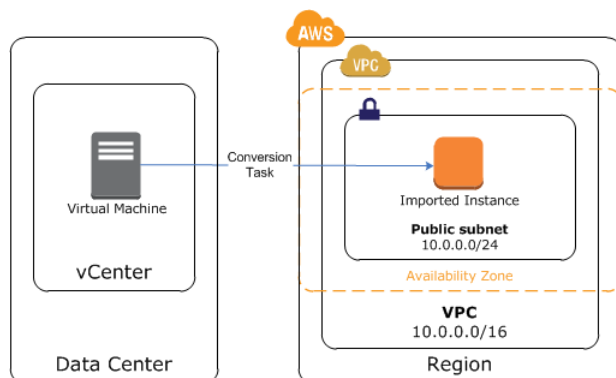 AWS
VPC
Virtual Machine
vCenter
Data Center
Conversion
Task
Imported Instance
Public subnet
10.0.0.0/24
Availability Zone
VPC
10.0.0.0/16
Region